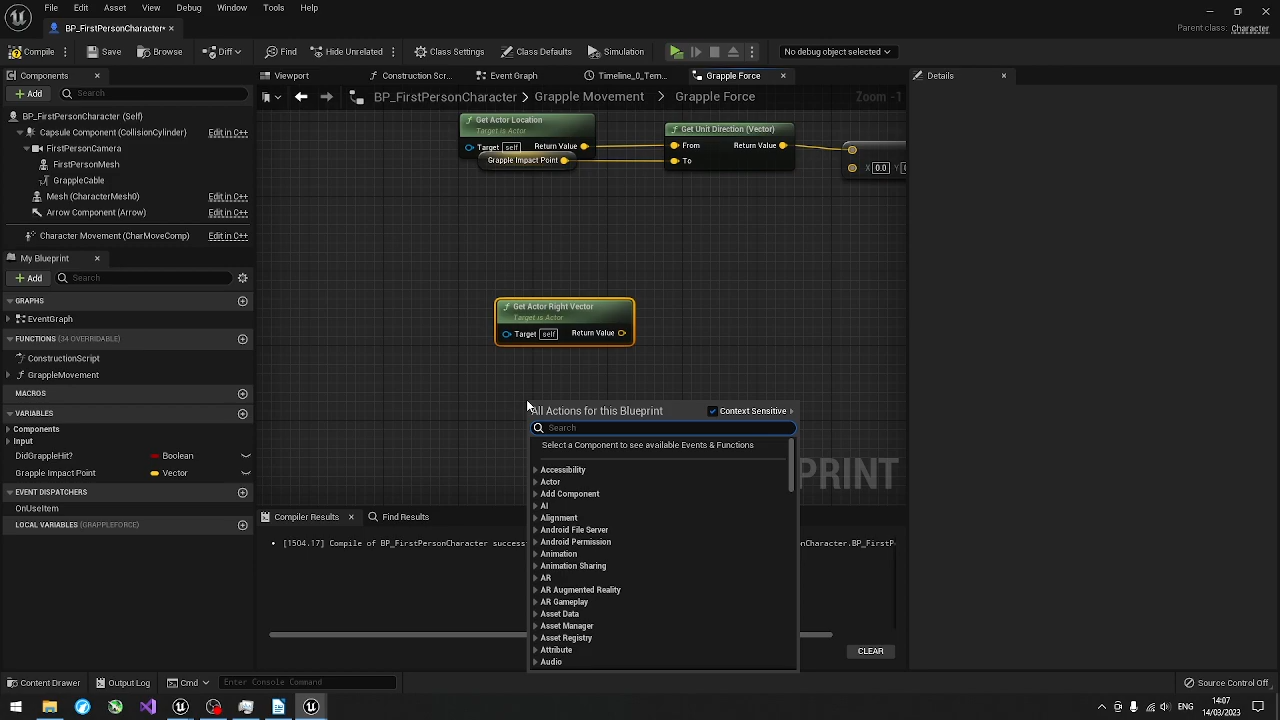 File Edit Asset View Debug Window Tools Help
BP_FirstPersonCharacter*
Parent class: Character
Compile Save Browse Diff Find Hide Unrelated Class Settings Class Defaults Simulation No debug object selected
Components Viewport Construction Scr... Event Graph Timeline_0_Tem... Grapple Force Details
Add Search
BP_FirstPersonCharacter > Grapple Movement > Grapple Force Zoom -1
BP_FirstPersonCharacter (Self)
Capsule Component (CollisionCylinder) Edit in C++
FirstPersonCamera
FirstPersonMesh
GrappleCable
Mesh (CharacterMesh0) Edit in C++
Arrow Component (Arrow) Edit in C++
Character Movement (CharMoveComp) Edit in C++
My Blueprint
Add Search
GRAPHS
EventGraph
FUNCTIONS (34 OVERRIDABLE)
ConstructionScript
GrappleMovement
MACROS
VARIABLES
Components
Input
DidGrappleHit? Boolean
Grapple Impact Point Vector
EVENT DISPATCHERS
OnUseItem
LOCAL VARIABLES (GRAPPLEFORCE)
Get Actor Location
Target is Actor
Target self Return Value
Grapple Impact Point
Get Unit Direction (Vector)
From Return Value
To
X 0.0 Y
Get Actor Right Vector
Target is Actor
Target self Return Value
All Actions for this Blueprint Context Sensitive
Search
Select a Component to see available Events & Functions
Accessibility
Actor
Add Component
AI
Alignment
Android File Server
Android Permission
Animation
Animation Sharing
AR
AR Augmented Reality
AR Gameplay
Asset Data
Asset Manager
Asset Registry
Attribute
Audio
PRINT
Compiler Results Find Results
[1504.17] Compile of BP_FirstPersonCharacter success
Character.BP_FirstP
CLEAR
Content Drawer Output Log Cmd Enter Console Command Source Control Off
ENG 14:07
14/03/2023